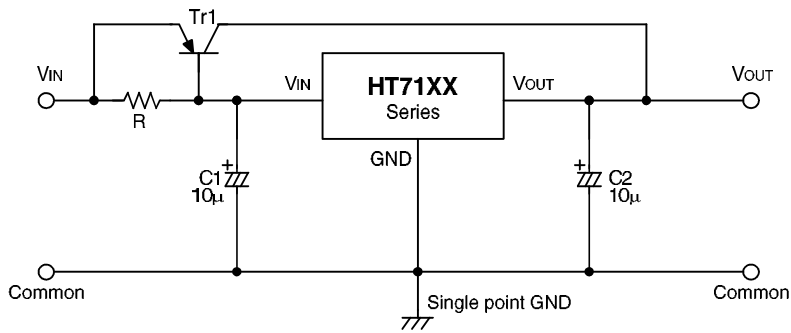 Tr1
VIN
R
VIN
HT71XX
Series
VOUT
VOUT
GND
C1
10μ
C2
10μ
Common
Single point GND
Common